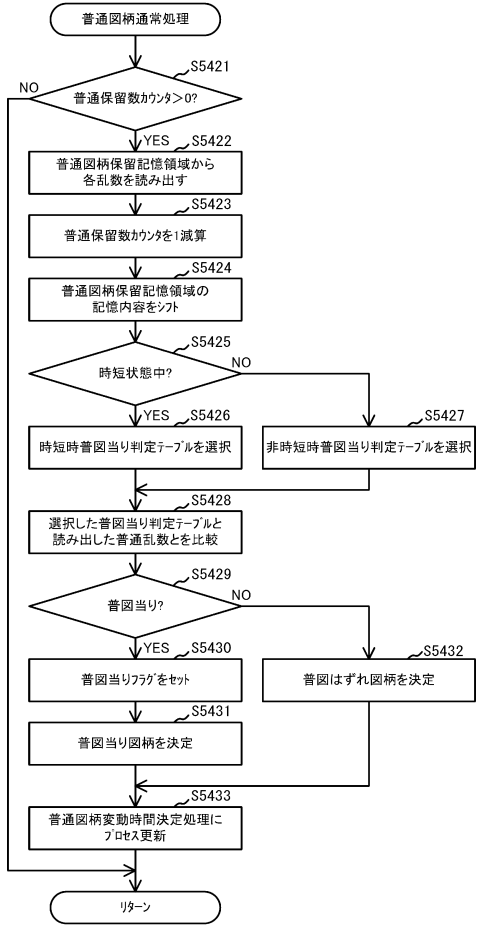 普通図柄通常処理
S5421
普通保留数ｶｳﾝﾀ＞0?
NO
YES
S5422
普通図柄保留記憶領域から
各乱数を読み出す
S5423
普通保留数ｶｳﾝﾀを1減算
S5424
普通図柄保留記憶領域の
記憶内容をｼﾌﾄ
S5425
時短状態中?
NO
YES
S5426
時短時普図当り判定ﾃｰﾌﾞﾙを選択
S5427
非時短時普図当り判定ﾃｰﾌﾞﾙを選択
S5428
選択した普図当り判定ﾃｰﾌﾞﾙと
読み出した普通乱数とを比較
S5429
普図当り?
NO
YES
S5430
普図当りﾌﾗｸﾞをｾｯﾄ
S5432
普図はずれ図柄を決定
S5431
普図当り図柄を決定
S5433
普通図柄変動時間決定処理に
ﾌﾟﾛｾｽ更新
ﾘﾀｰﾝ